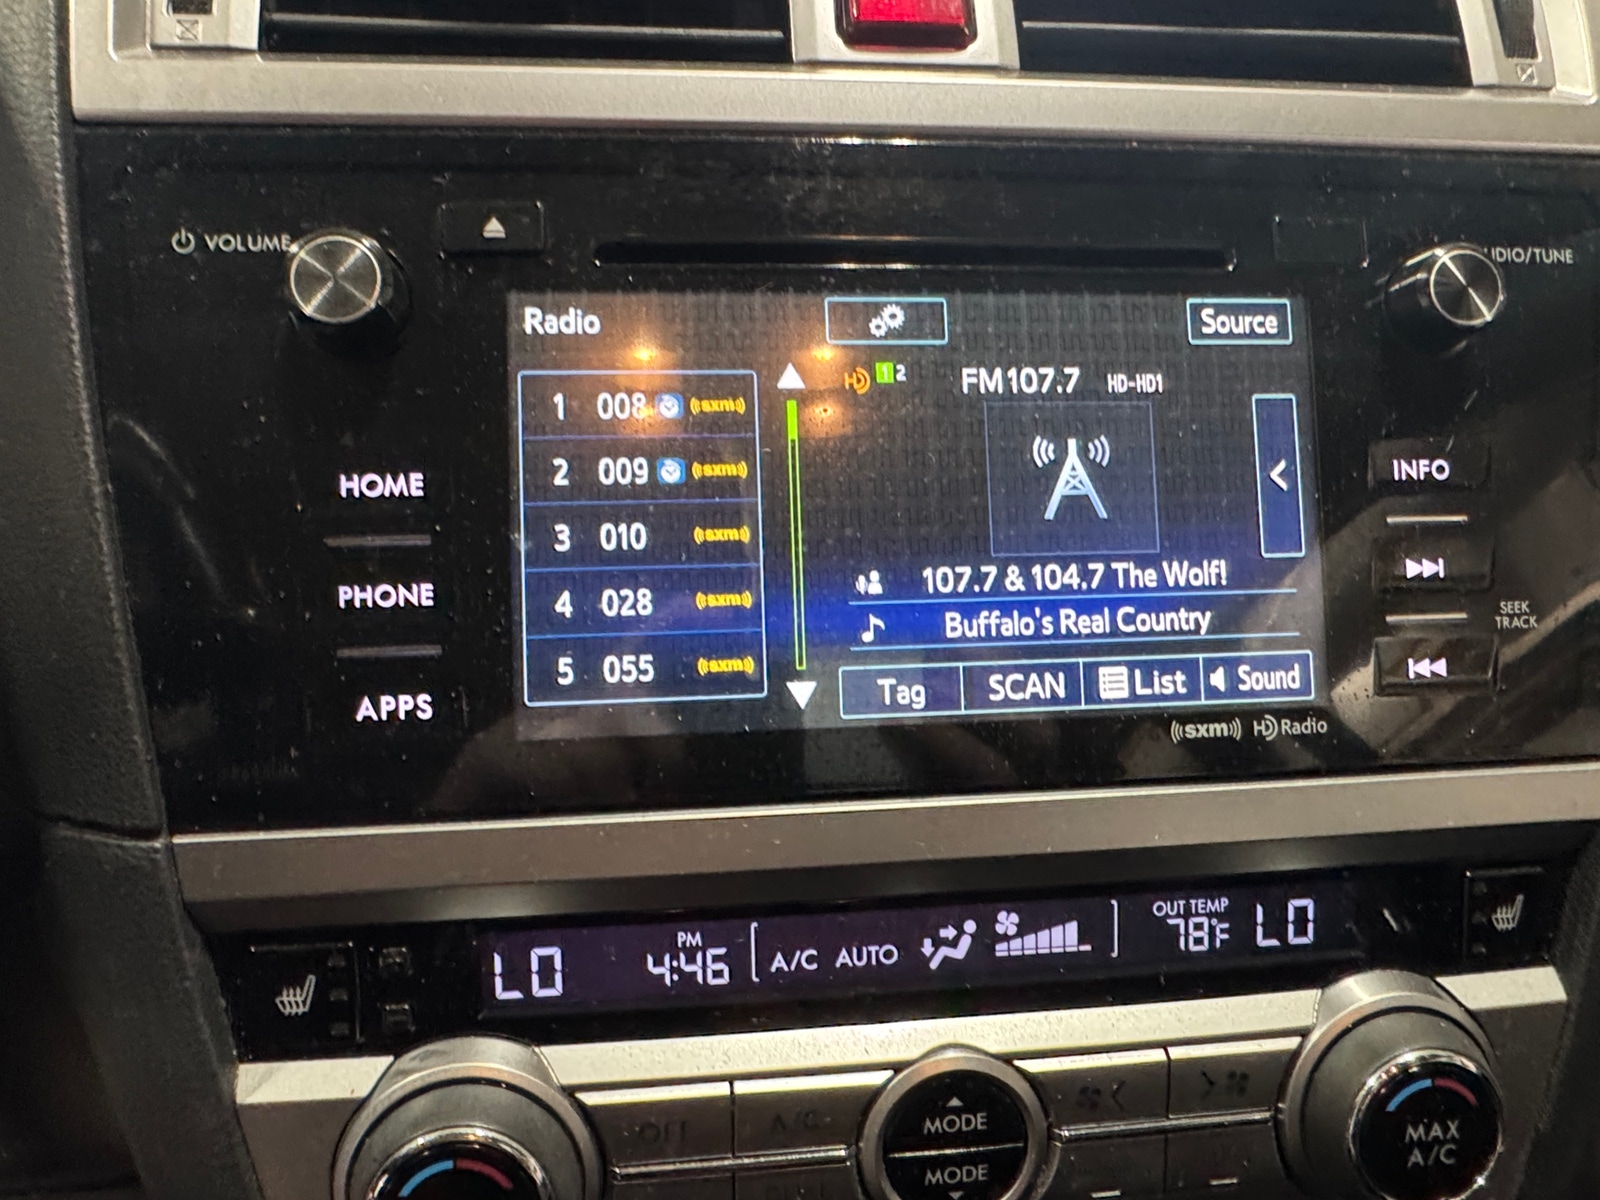 VOLUME
Radio
Source
1 008 ((sxm))
2 009 ((sxm))
3 010 ((sxm))
4 028 ((sxm))
5 055 ((sxm))
HD 1 2
FM 107.7 HD-HD1
107.7 & 104.7 The Wolf!
Buffalo's Real Country
Tag SCAN List Sound
((sxm)) HD Radio
HOME
PHONE
APPS
/TUNE
INFO
SEEK
TRACK
LO
PM
4:46
A/C AUTO
OUT TEMP
78°F
LO
OFF
A/C
MODE
MODE
MAX
A/C